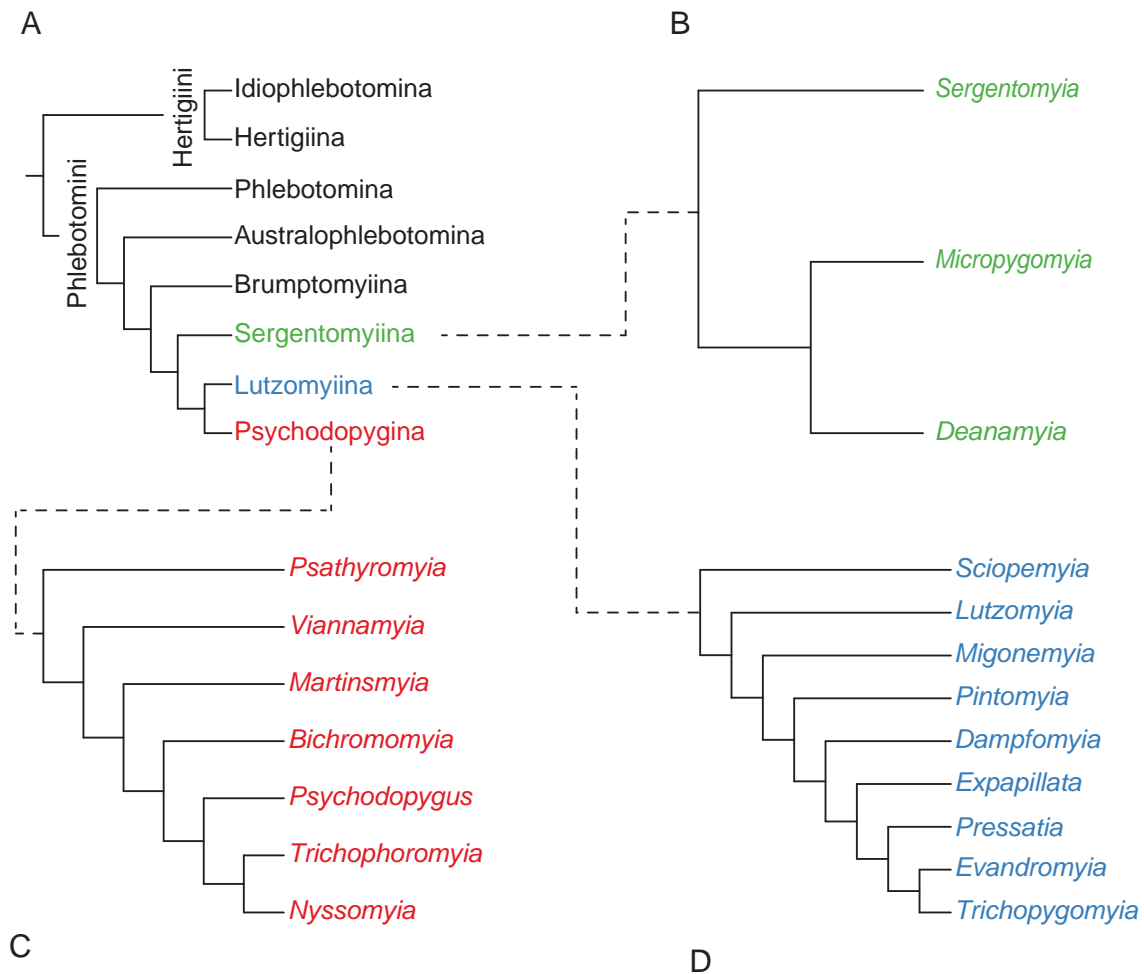 A
Hertigiini
Idiophlebotomina
Hertigiina
Phlebotomini
Phlebotomina
Australophlebotomina
Brumptomyiina
Sergentomyiina
Lutzomyiina
Psychodopygina
B
Sergentomyia
Micropygomyia
Deanamyia
Psathyromyia
Viannamyia
Martinsmyia
Bichromomyia
Psychodopygus
Trichophoromyia
Nyssomyia
C
Sciopemyia
Lutzomyia
Migonemyia
Pintomyia
Dampfomyia
Expapillata
Pressatia
Evandromyia
Trichopygomyia
D